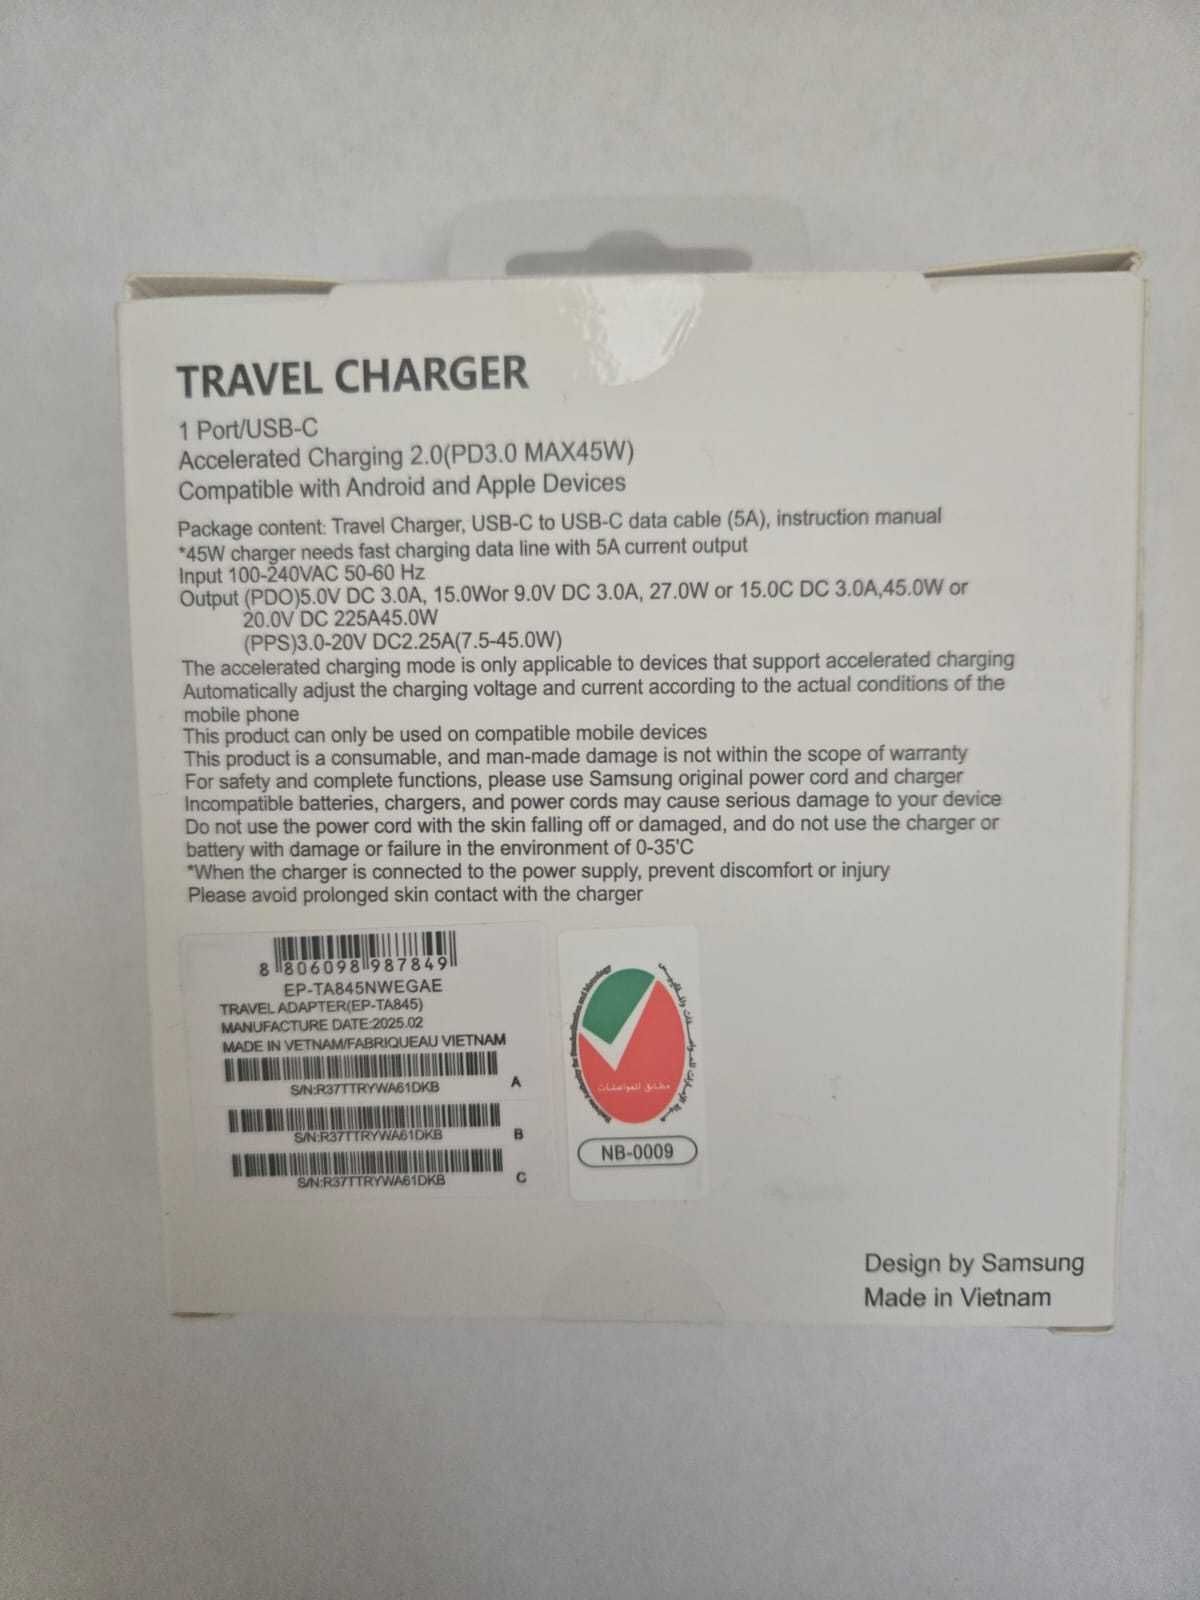 TRAVEL CHARGER
1 Port/USB-C
Accelerated Charging 2.0(PD3.0 MAX45W)
Compatible with Android and Apple Devices
Package content: Travel Charger, USB-C to USB-C data cable (5A), instruction manual
*45W charger needs fast charging data line with 5A current output
Input 100-240VAC 50-60 Hz
Output (PDO)5.0V DC 3.0A, 15.0Wor 9.0V DC 3.0A, 27.0W or 15.0C DC 3.0A,45.0W or
20.0V DC 225A45.0W
(PPS)3.0-20V DC2.25A(7.5-45.0W)
The accelerated charging mode is only applicable to devices that support accelerated charging
Automatically adjust the charging voltage and current according to the actual conditions of the
mobile phone
This product can only be used on compatible mobile devices
This product is a consumable, and man-made damage is not within the scope of warranty
For safety and complete functions, please use Samsung original power cord and charger
Incompatible batteries, chargers, and power cords may cause serious damage to your device
Do not use the power cord with the skin falling off or damaged, and do not use the charger or
battery with damage or failure in the environment of 0-35'C
*When the charger is connected to the power supply, prevent discomfort or injury
Please avoid prolonged skin contact with the charger
8 806098 987849
EP-TA845NWEGAE
TRAVEL ADAPTER(EP-TA845)
MANUFACTURE DATE:2025.02
MADE IN VETNAM/FABRIQUEAU VIETNAM
S/N:R37TTRYWA61DKB A
S/N:R37TTRYWA61DKB B
S/N:R37TTRYWA61DKB C
Emirates Authority for Standardization and Metrology
هيئة الإمارات للمواصفات والمقاييس
مطابق للمواصفات
NB-0009
Design by Samsung
Made in Vietnam